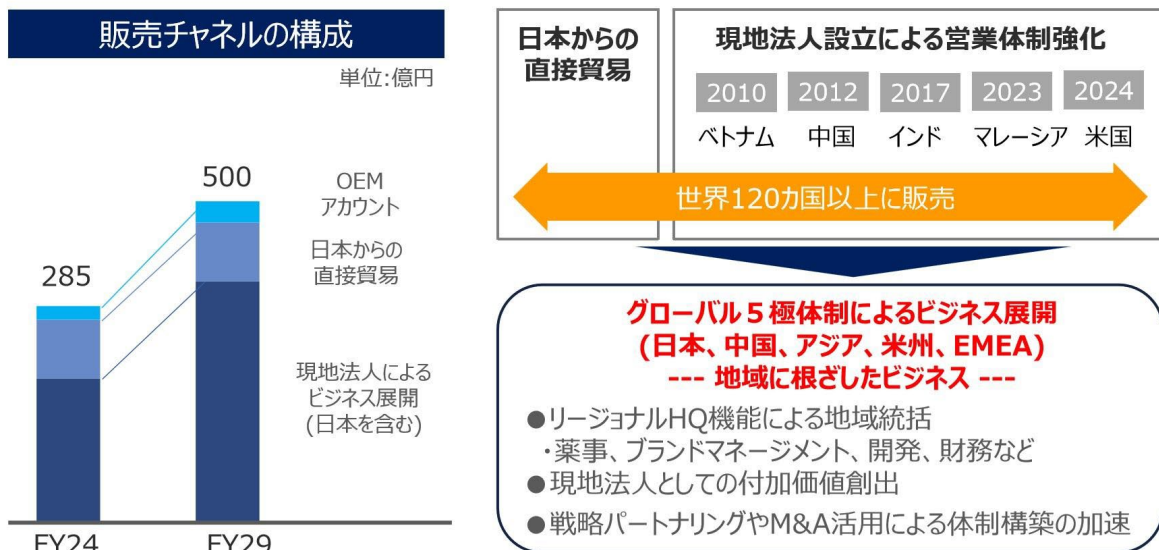 販売チャネルの構成
単位:億円
500
285
OEM
アカウント
日本からの
直接貿易
現地法人による
ビジネス展開
(日本を含む)
FY24
FY29
日本からの
直接貿易
現地法人設立による営業体制強化
2010 2012 2017 2023 2024
ベトナム 中国 インド マレーシア 米国
世界120カ国以上に販売
グローバル5極体制によるビジネス展開
(日本、中国、アジア、米州、EMEA)
--- 地域に根ざしたビジネス ---
●リージョナルHQ機能による地域統括
・薬事、ブランドマネージメント、開発、財務など
●現地法人としての付加価値創出
●戦略パートナリングやM&A活用による体制構築の加速